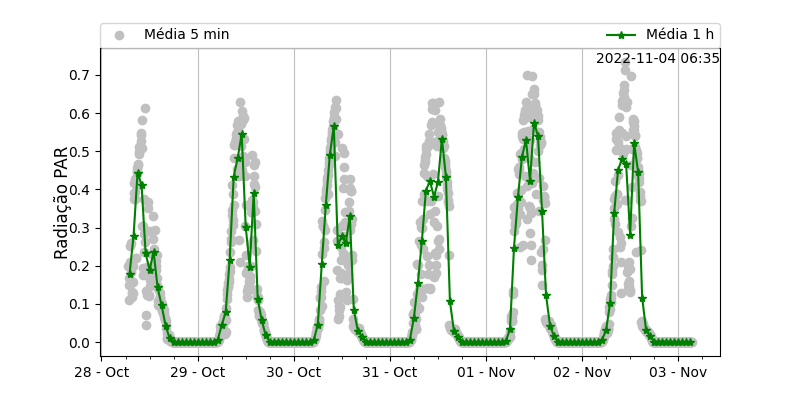 Média 5 min
Média 1 h
2022-11-04 06:35
Radiação PAR
0.7
0.6
0.5
0.4
0.3
0.2
0.1
0.0
28 - Oct
29 - Oct
30 - Oct
31 - Oct
01 - Nov
02 - Nov
03 - Nov